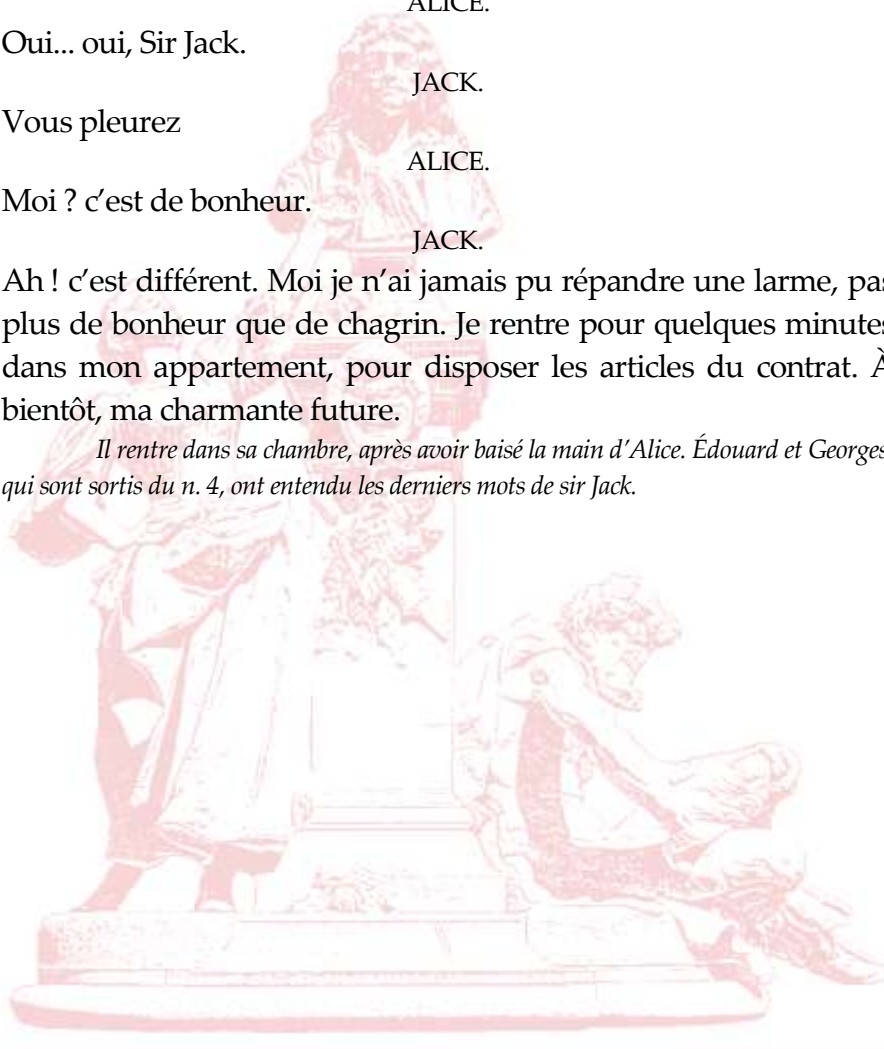 ALICE.
Oui... oui, Sir Jack.
JACK.
Vous pleurez
ALICE.
Moi ? c’est de bonheur.
JACK.
Ah ! c’est différent. Moi je n’ai jamais pu répandre une larme, pas
plus de bonheur que de chagrin. Je rentre pour quelques minutes
dans mon appartement, pour disposer les articles du contrat. À
bientôt, ma charmante future.
Il rentre dans sa chambre, après avoir baisé la main d’Alice. Édouard et Georges
qui sont sortis du n. 4, ont entendu les derniers mots de sir Jack.